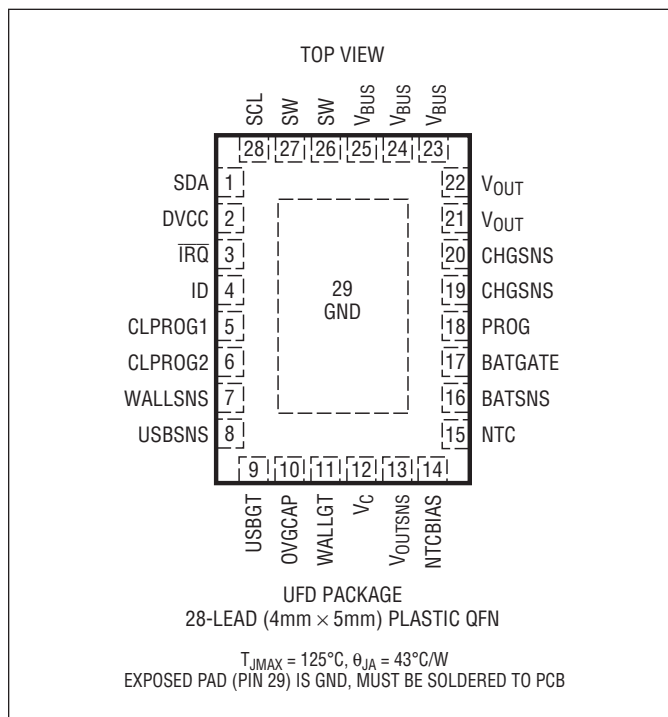 TOP VIEW
SCL SW SW VBUS VBUS VBUS
28 27 26 25 24 23
SDA 1
DVCC 2
IRQ 3
ID 4
CLPROG1 5
CLPROG2 6
WALLSNS 7
USBSNS 8
29
GND
22 VOUT
21 VOUT
20 CHGSNS
19 CHGSNS
18 PROG
17 BATGATE
16 BATSNS
15 NTC
9 10 11 12 13 14
USBGT OVGCAP WALLGT VC VOUTSNS NTCBIAS
UFD PACKAGE
28-LEAD (4mm × 5mm) PLASTIC QFN
TJMAX = 125°C, θJA = 43°C/W
EXPOSED PAD (PIN 29) IS GND, MUST BE SOLDERED TO PCB